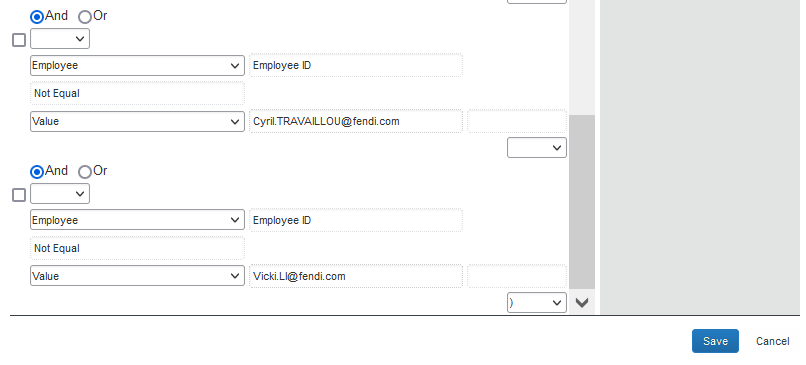 And Or
Employee Employee ID
Not Equal
Value Cyril.TRAVAILLOU@fendi.com
And Or
Employee Employee ID
Not Equal
Value Vicki.LI@fendi.com
)
Save Cancel